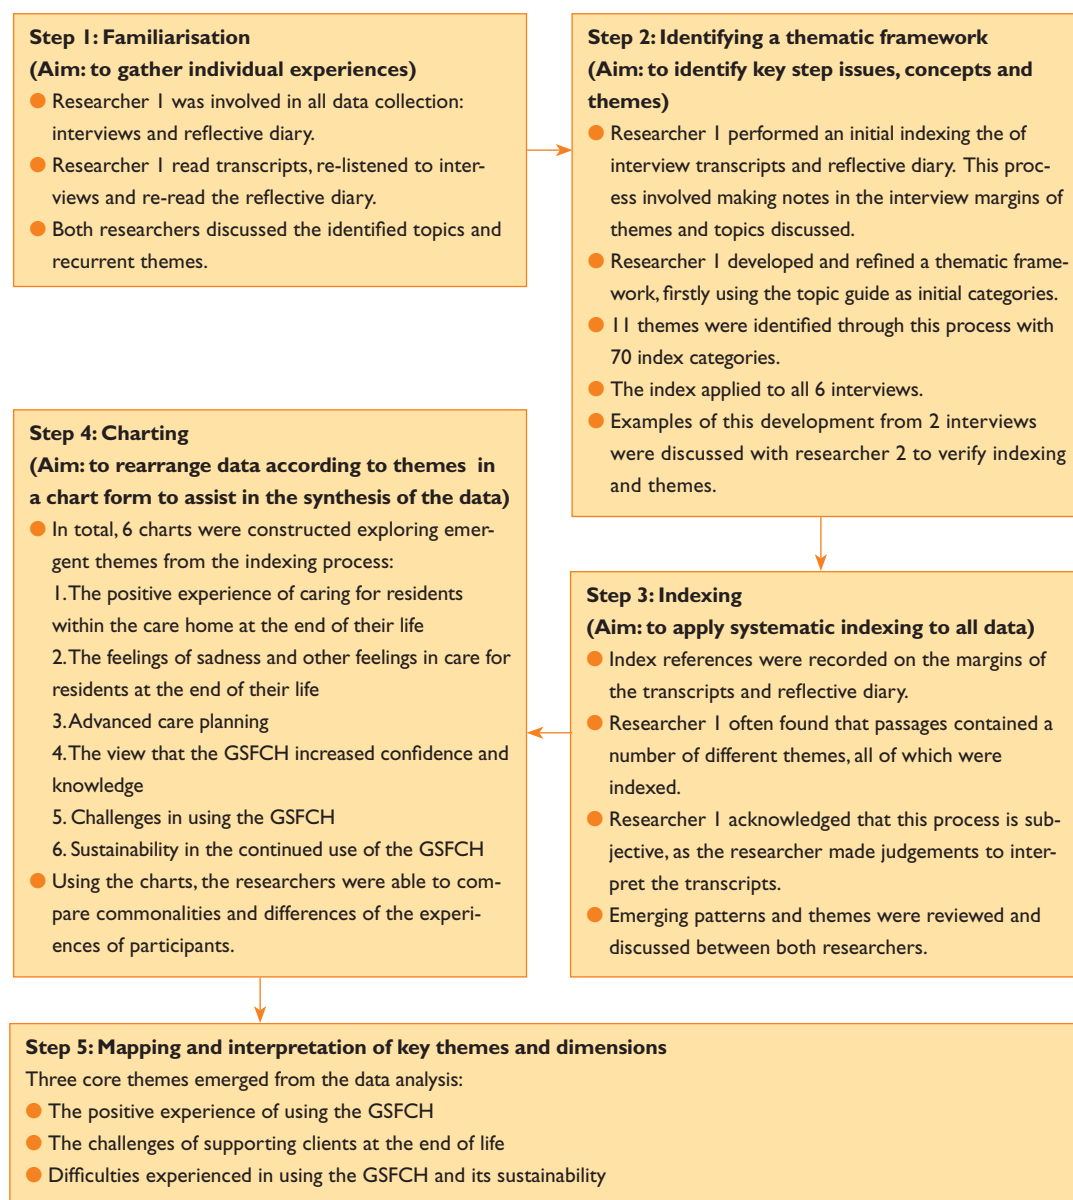 Step 1: Familiarisation
(Aim: to gather individual experiences)
● Researcher 1 was involved in all data collection:
interviews and reflective diary.
● Researcher 1 read transcripts, re-listened to inter-
views and re-read the reflective diary.
● Both researchers discussed the identified topics and
recurrent themes.
Step 2: Identifying a thematic framework
(Aim: to identify key step issues, concepts and
themes)
● Researcher 1 performed an initial indexing the of
interview transcripts and reflective diary. This proc-
ess involved making notes in the interview margins of
themes and topics discussed.
● Researcher 1 developed and refined a thematic frame-
work, firstly using the topic guide as initial categories.
● 11 themes were identified through this process with
70 index categories.
● The index applied to all 6 interviews.
● Examples of this development from 2 interviews
were discussed with researcher 2 to verify indexing
and themes.
Step 3: Indexing
(Aim: to apply systematic indexing to all data)
● Index references were recorded on the margins of
the transcripts and reflective diary.
● Researcher 1 often found that passages contained a
number of different themes, all of which were
indexed.
● Researcher 1 acknowledged that this process is sub-
jective, as the researcher made judgements to inter-
pret the transcripts.
● Emerging patterns and themes were reviewed and
discussed between both researchers.
Step 4: Charting
(Aim: to rearrange data according to themes in
a chart form to assist in the synthesis of the data)
● In total, 6 charts were constructed exploring emer-
gent themes from the indexing process:
1. The positive experience of caring for residents
within the care home at the end of their life
2. The feelings of sadness and other feelings in care for
residents at the end of their life
3. Advanced care planning
4. The view that the GSFCH increased confidence and
knowledge
5. Challenges in using the GSFCH
6. Sustainability in the continued use of the GSFCH
● Using the charts, the researchers were able to com-
pare commonalities and differences of the experi-
ences of participants.
Step 5: Mapping and interpretation of key themes and dimensions
Three core themes emerged from the data analysis:
● The positive experience of using the GSFCH
● The challenges of supporting clients at the end of life
● Difficulties experienced in using the GSFCH and its sustainability